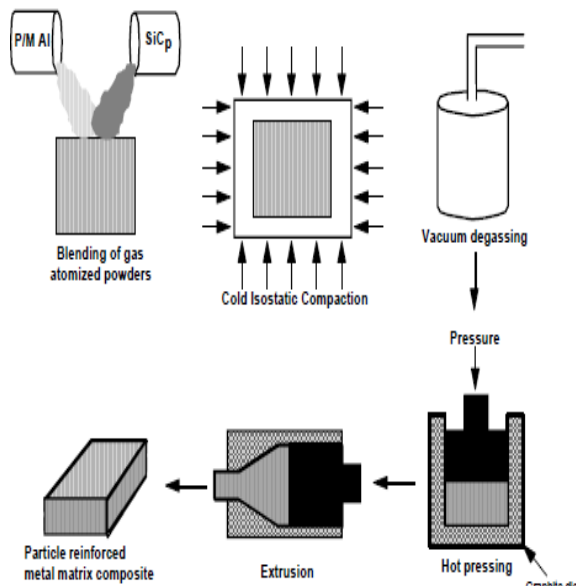 P/M Al
SiCp
Blending of gas
atomized powders
Cold Isostatic Compaction
Vacuum degassing
Pressure
Particle reinforced
metal matrix composite
Extrusion
Hot pressing